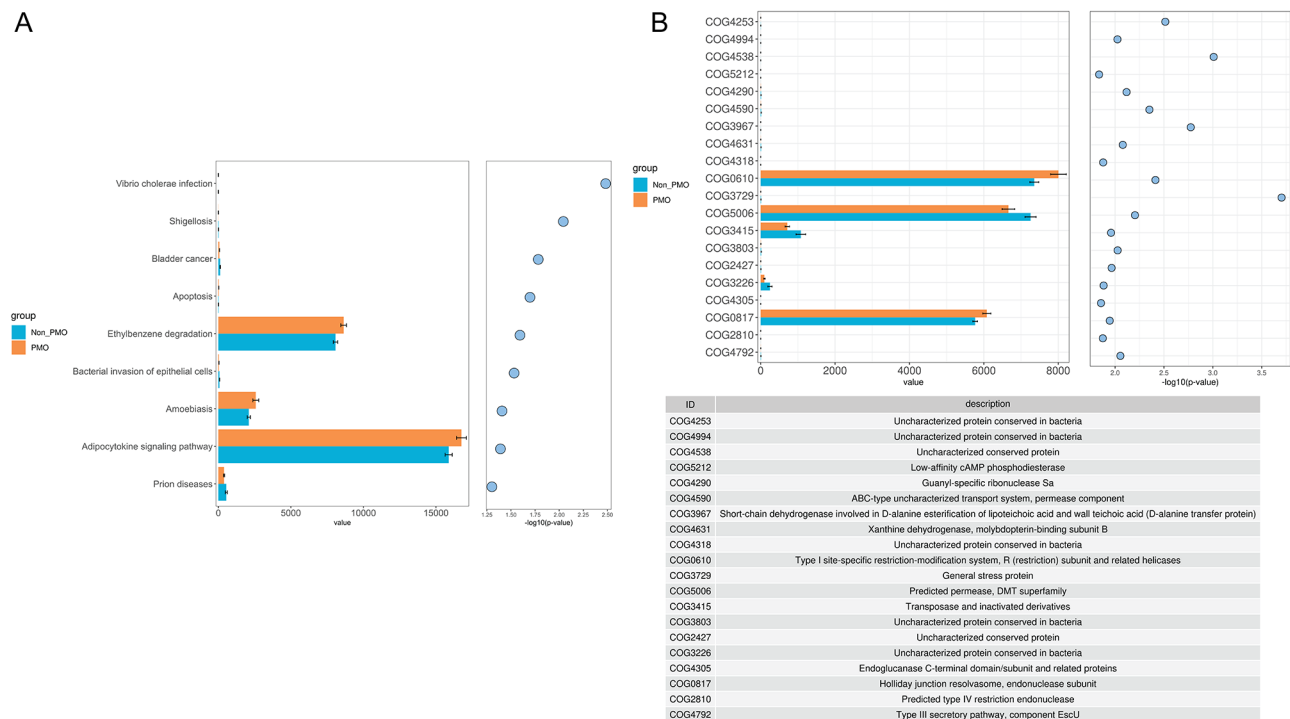 A
Vibrio cholerae infection
Shigellosis
Bladder cancer
Apoptosis
Ethylbenzene degradation
Bacterial invasion of epithelial cells
Amoebiasis
Adipocytokine signaling pathway
Prion diseases
group
Non_PMO
PMO
0 5000 10000 15000
value
1.25 1.50 1.75 2.00 2.25 2.50
-log10(p-value)
B
COG4253
COG4994
COG4538
COG5212
COG4290
COG4590
COG3967
COG4631
COG4318
COG0610
COG3729
COG5006
COG3415
COG3803
COG2427
COG3226
COG4305
COG0817
COG2810
COG4792
group
Non_PMO
PMO
0 2000 4000 6000 8000
value
2.0 2.5 3.0 3.5
-log10(p-value)
ID description
COG4253 Uncharacterized protein conserved in bacteria
COG4994 Uncharacterized protein conserved in bacteria
COG4538 Uncharacterized conserved protein
COG5212 Low-affinity cAMP phosphodiesterase
COG4290 Guanyl-specific ribonuclease Sa
COG4590 ABC-type uncharacterized transport system, permease component
COG3967 Short-chain dehydrogenase involved in D-alanine esterification of lipoteichoic acid and wall teichoic acid (D-alanine transfer protein)
COG4631 Xanthine dehydrogenase, molybdopterin-binding subunit B
COG4318 Uncharacterized protein conserved in bacteria
COG0610 Type I site-specific restriction-modification system, R (restriction) subunit and related helicases
COG3729 General stress protein
COG5006 Predicted permease, DMT superfamily
COG3415 Transposase and inactivated derivatives
COG3803 Uncharacterized protein conserved in bacteria
COG2427 Uncharacterized conserved protein
COG3226 Uncharacterized protein conserved in bacteria
COG4305 Endoglucanase C-terminal domain/subunit and related proteins
COG0817 Holliday junction resolvasome, endonuclease subunit
COG2810 Predicted type IV restriction endonuclease
COG4792 Type III secretory pathway, component EscU